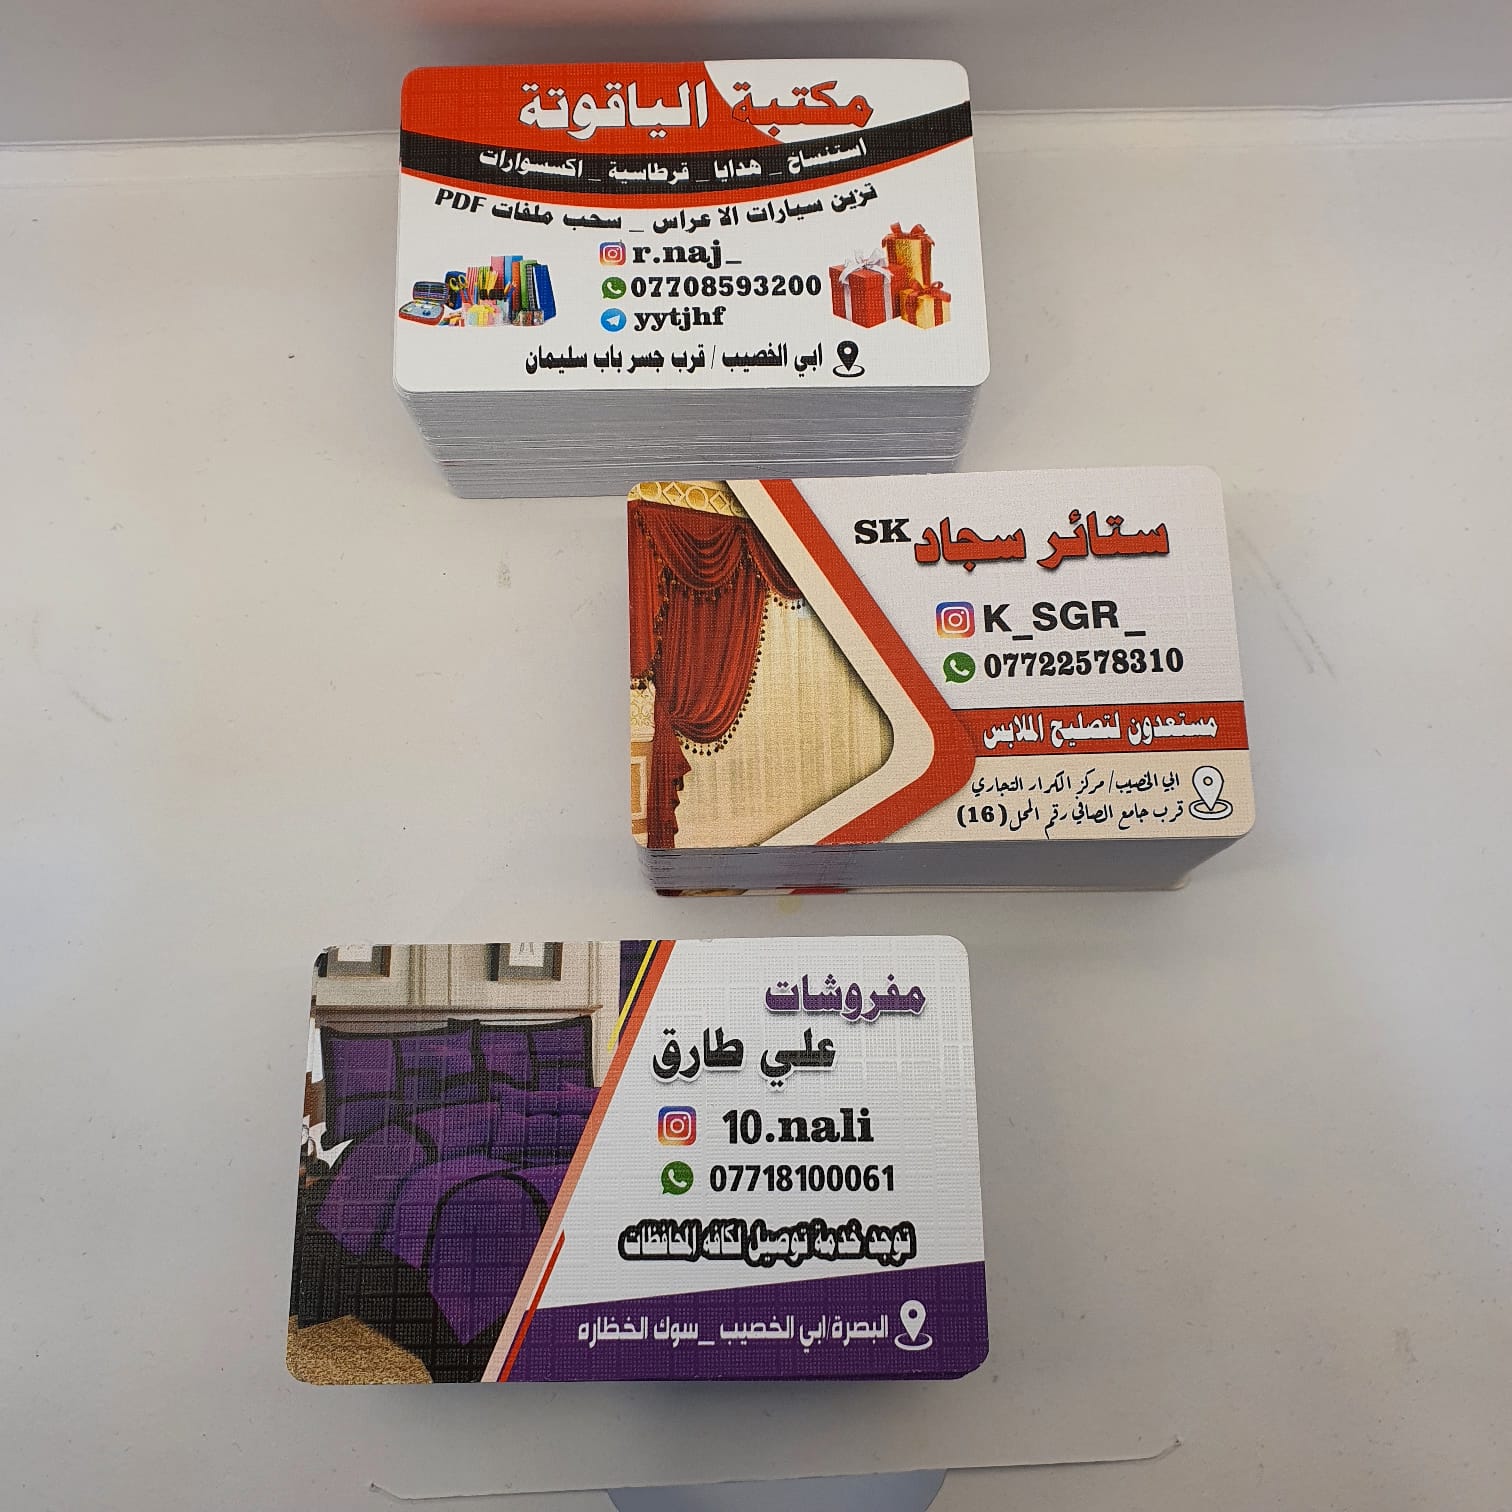 مكتبة الياقوتة
استنساخ _ هدايا _ قرطاسية _ اكسسوارات
تزين سيارات الاعراس _ سحب ملفات PDF
r.naj_
07708593200
yytjhf
ابي الخصيب / قرب جسر باب سليمان
ستائر سجاد SK
K_SGR_
07722578310
مستعدون لتصليح الملابس
ابي الخصيب/ مركز الكرار التجاري
قرب جامع الصافي رقم المحل (16)
مفروشات
علي طارق
10.nali
07718100061
توجد خدمة توصيل لكافه المحافظات
البصرة/ابي الخصيب _سوك الخظاره